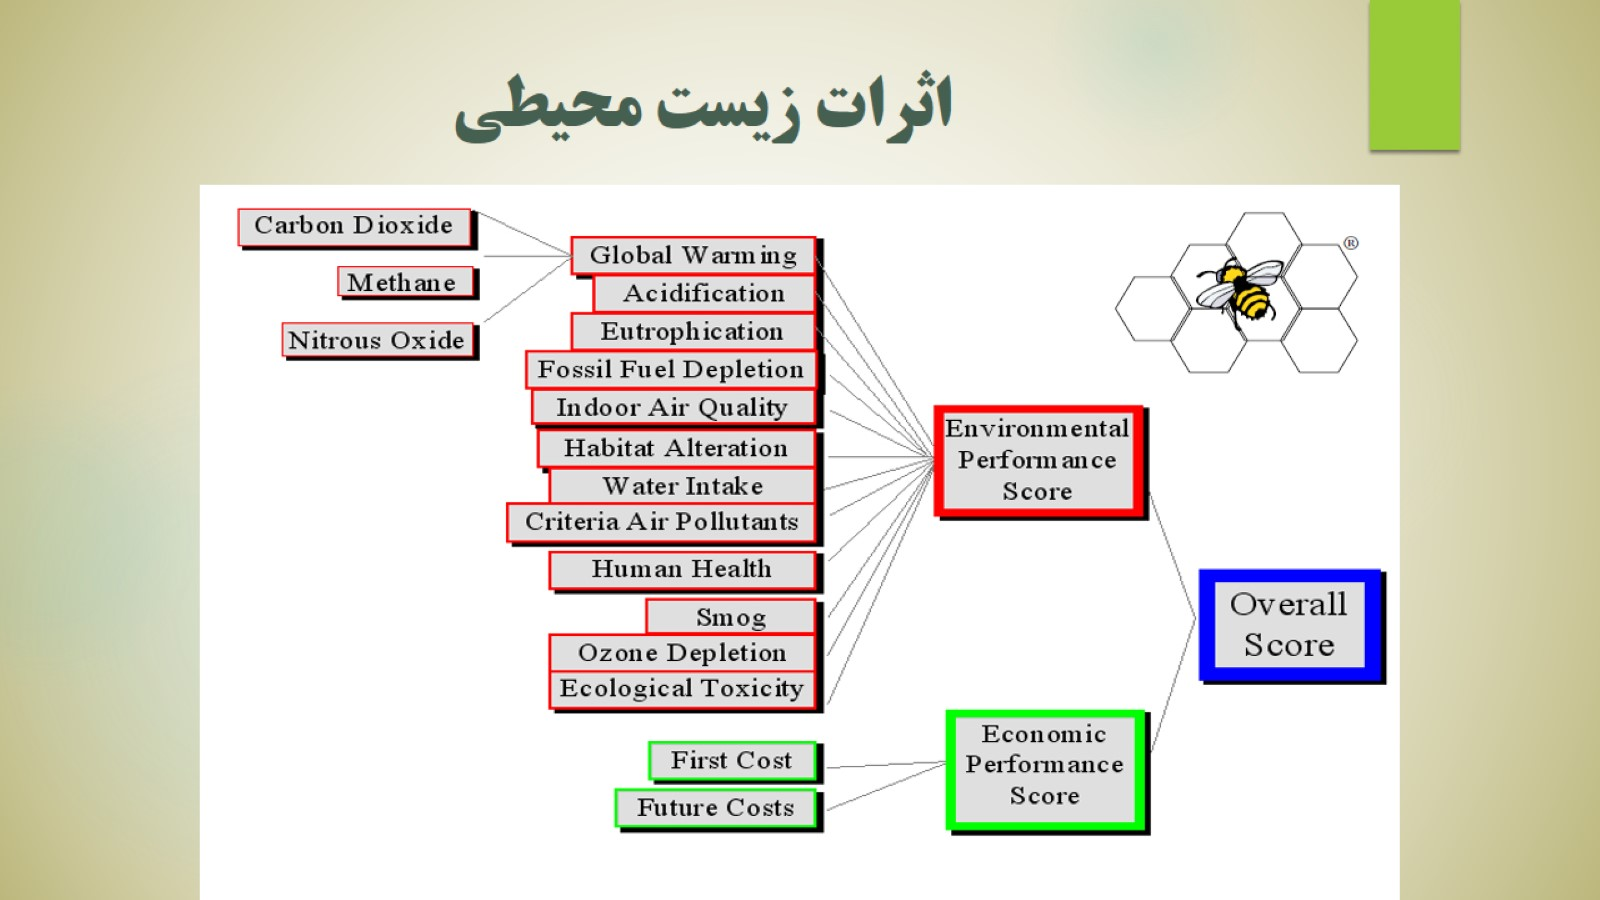 اثرات زیست محیطی
Carbon Dioxide
Methane
Nitrous Oxide
Global Warming
Acidification
Eutrophication
Fossil Fuel Depletion
Indoor Air Quality
Habitat Alteration
Water Intake
Criteria Air Pollutants
Human Health
Smog
Ozone Depletion
Ecological Toxicity
First Cost
Future Costs
®
Environmental
Performance
Score
Economic
Performance
Score
Overall
Score